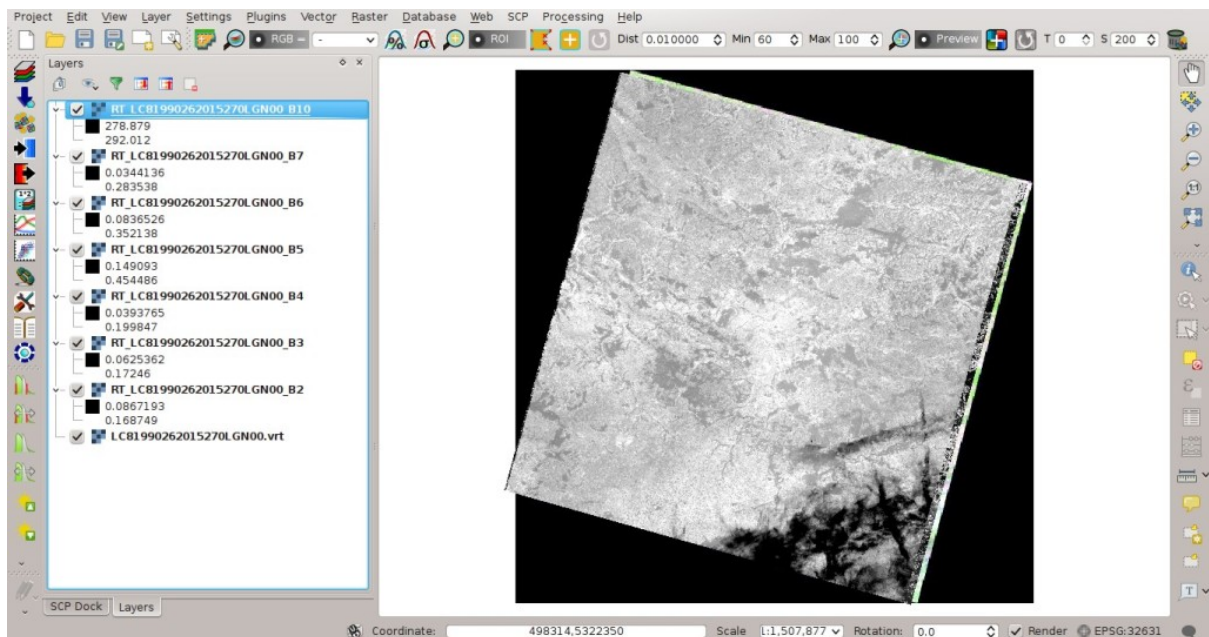 Project Edit View Layer Settings Plugins Vector Raster Database Web SCP Processing Help
RGB = - ROI Dist 0.010000 Min 60 Max 100 Preview T 0 S 200
Layers
RT_LC81990262015270LGN00_B10
278.879
292.012
RT_LC81990262015270LGN00_B7
0.0344136
0.283538
RT_LC81990262015270LGN00_B6
0.0836526
0.352138
RT_LC81990262015270LGN00_B5
0.149093
0.454486
RT_LC81990262015270LGN00_B4
0.0393765
0.199847
RT_LC81990262015270LGN00_B3
0.0625362
0.17246
RT_LC81990262015270LGN00_B2
0.0867193
0.168749
LC81990262015270LGN00.vrt
SCP Dock Layers
Coordinate: 498314,5322350 Scale 1:1,507,877 Rotation: 0.0 Render EPSG:32631